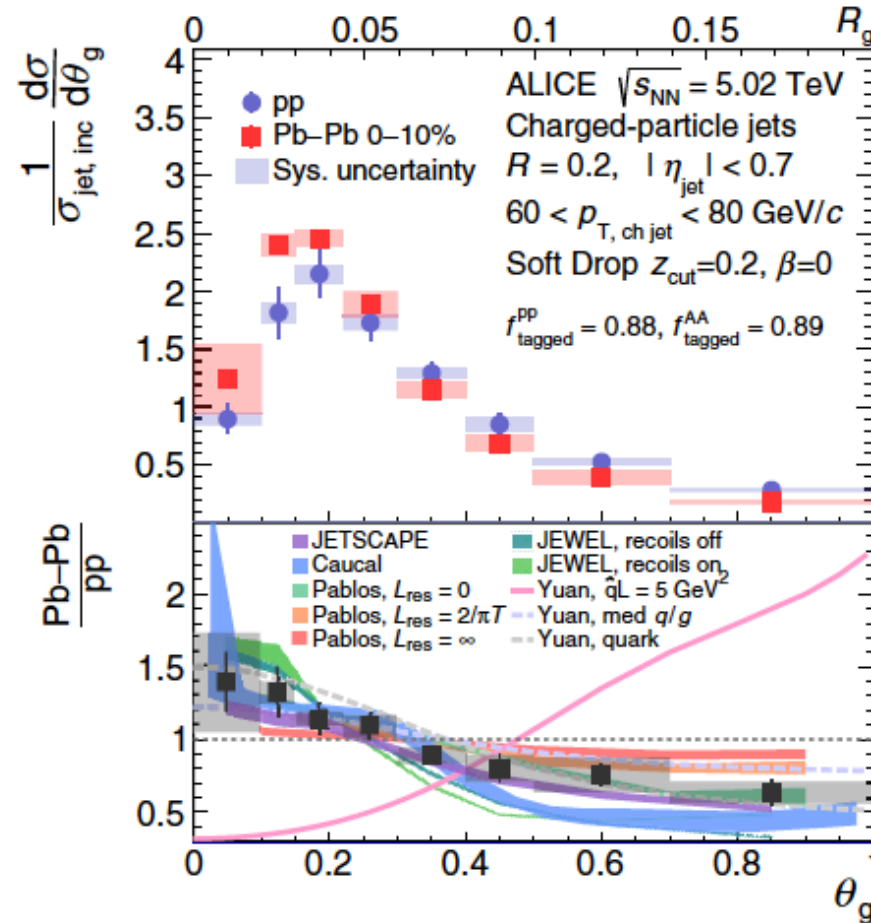 0 0.05 0.1 0.15 R_g
1/σ_jet, inc dσ/dθ_g
4
3.5
3
2.5
2
1.5
1
0.5
pp
Pb–Pb 0–10%
Sys. uncertainty
ALICE √s_NN = 5.02 TeV
Charged-particle jets
R = 0.2, | η_jet | < 0.7
60 < p_T, ch jet < 80 GeV/c
Soft Drop z_cut=0.2, β=0
f^pp_tagged = 0.88, f^AA_tagged = 0.89
Pb–Pb/pp
2
1.5
1
0.5
JETSCAPE
Caucal
Pablos, L_res = 0
Pablos, L_res = 2/πT
Pablos, L_res = ∞
JEWEL, recoils off
JEWEL, recoils on
Yuan, q̂L = 5 GeV²
Yuan, med q/g
Yuan, quark
0 0.2 0.4 0.6 0.8 1
θ_g